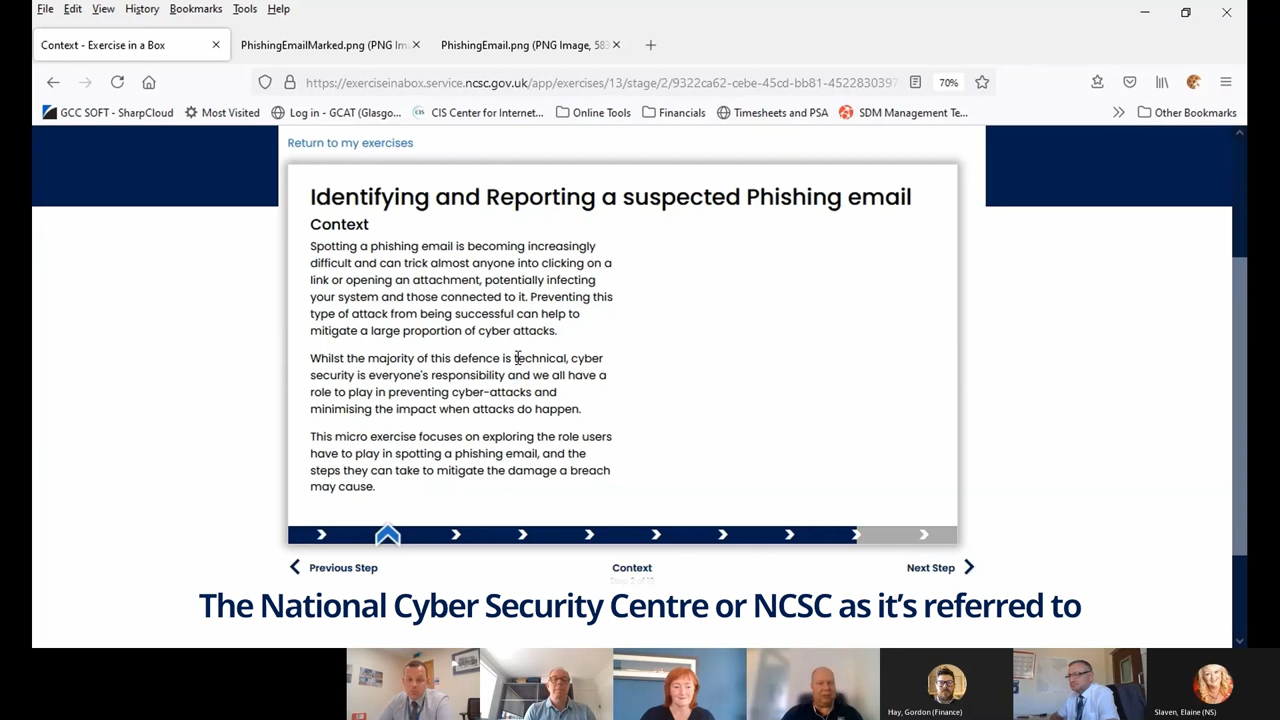 File Edit View History Bookmarks Tools Help
Context - Exercise in a Box
PhishingEmailMarked.png (PNG Im
PhishingEmail.png (PNG Image, 583
https://exerciseinabox.service.ncsc.gov.uk/app/exercises/13/stage/2/9322ca62-cebe-45cd-bb81-4522830397
70%
GCC SOFT - SharpCloud
Most Visited
Log in - GCAT (Glasgo...
CIS Center for Internet...
Online Tools
Financials
Timesheets and PSA
SDM Management Te...
Other Bookmarks
Return to my exercises
Identifying and Reporting a suspected Phishing email
Context
Spotting a phishing email is becoming increasingly
difficult and can trick almost anyone into clicking on a
link or opening an attachment, potentially infecting
your system and those connected to it. Preventing this
type of attack from being successful can help to
mitigate a large proportion of cyber attacks.
Whilst the majority of this defence is technical, cyber
security is everyone's responsibility and we all have a
role to play in preventing cyber-attacks and
minimising the impact when attacks do happen.
This micro exercise focuses on exploring the role users
have to play in spotting a phishing email, and the
steps they can take to mitigate the damage a breach
may cause.
Previous Step
Context
Next Step
Step 2 of 10
The National Cyber Security Centre or NCSC as it’s referred to
Hay, Gordon (Finance)
Slaven, Elaine (NS)